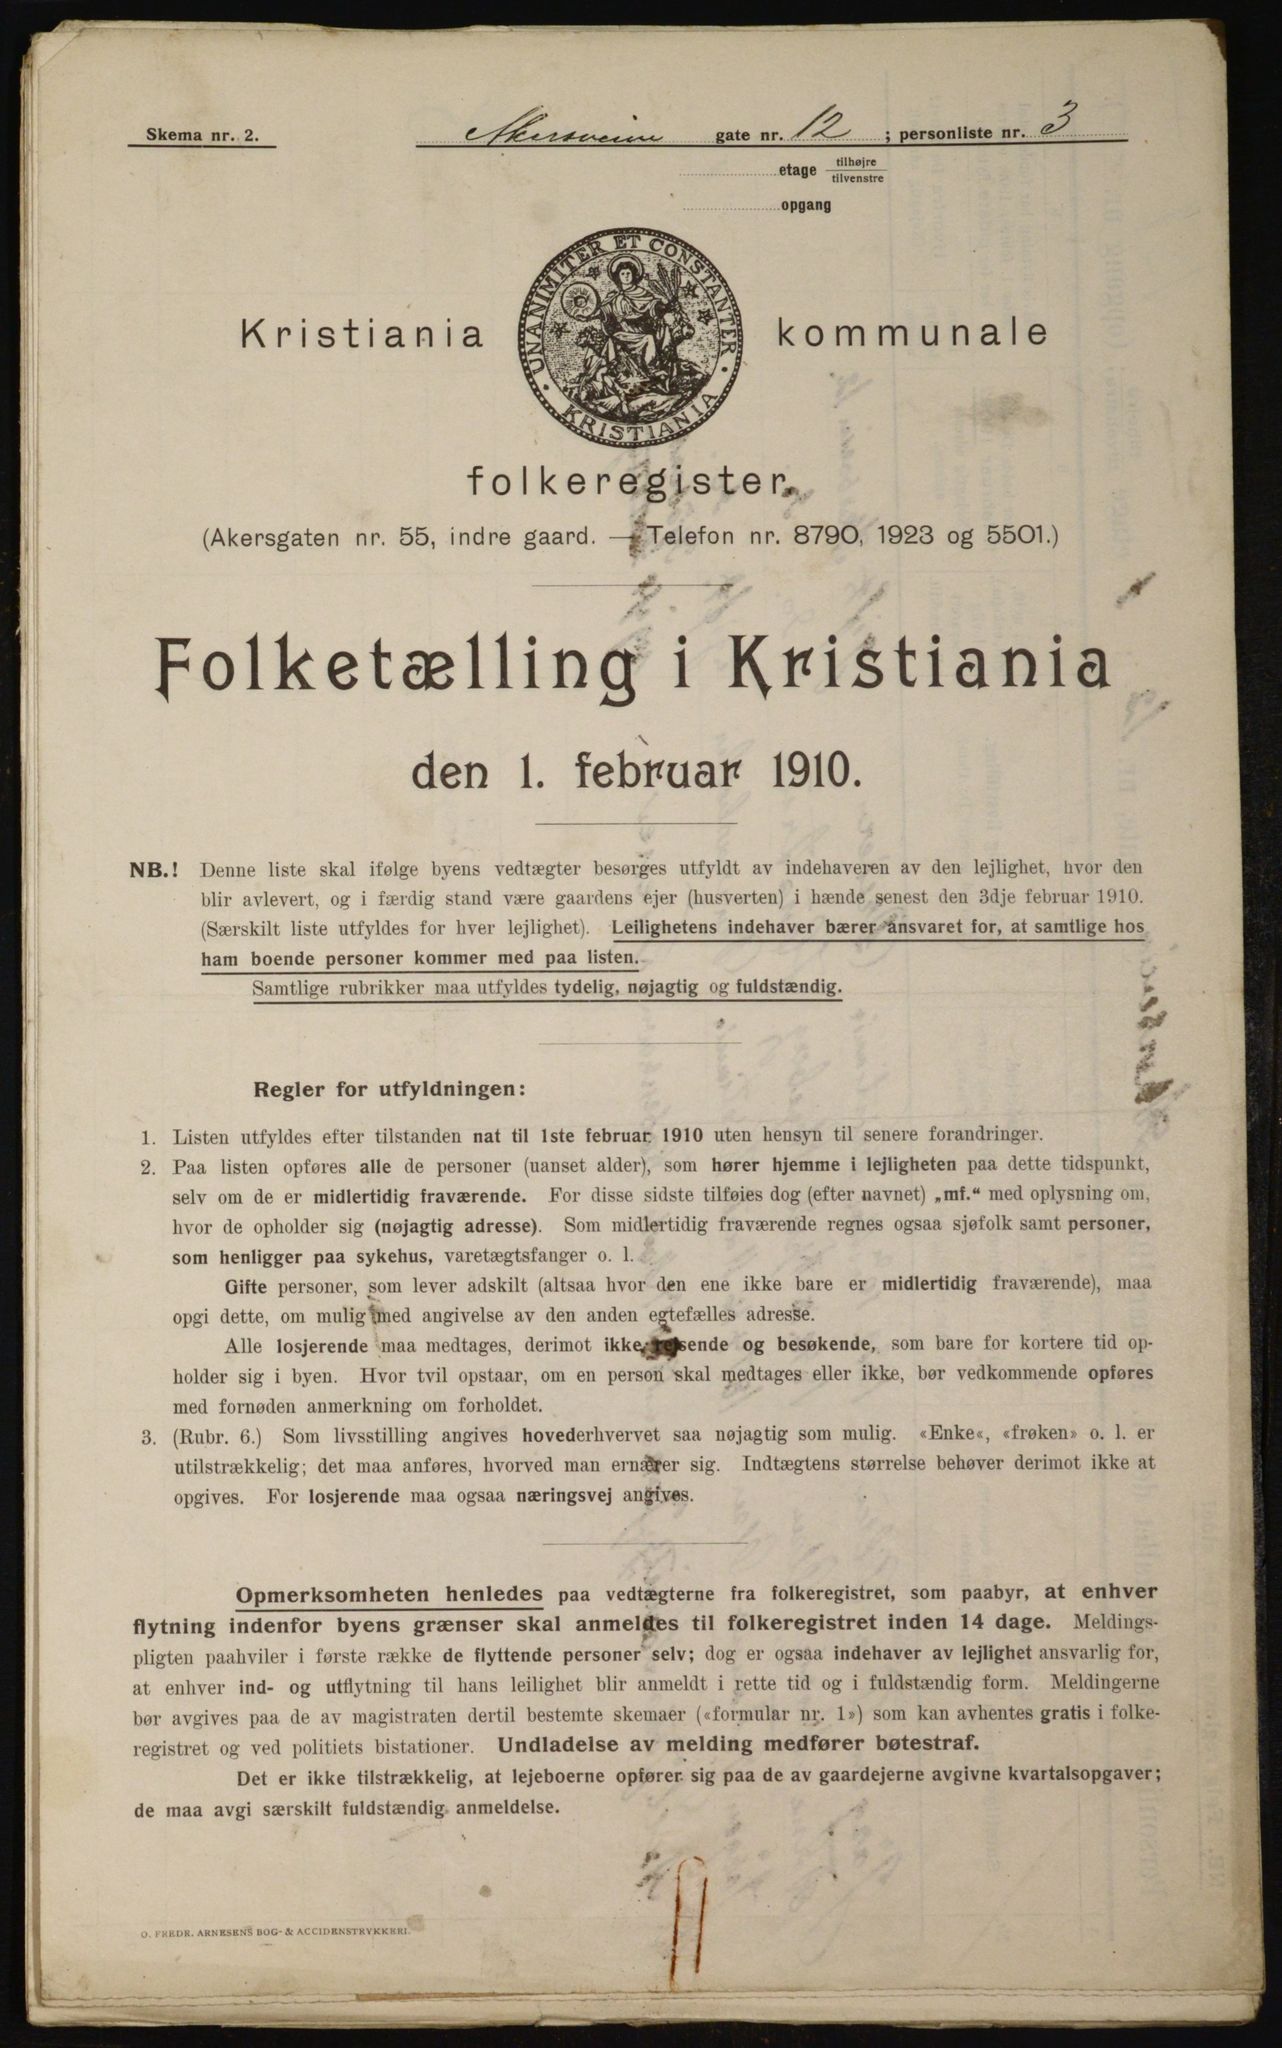 Skema nr. 2.
Akersveien gate nr. 12 ; personliste nr. 3
etage tilhøjre
tilvenstre
opgang
UNANIMITER ET CONSTANTER
Kristiania kommunale
KRISTIANIA
folkeregister.
(Akersgaten nr. 55, indre gaard. — Telefon nr. 8790, 1923 og 5501.)
Folketælling i Kristiania
den 1. februar 1910.
NB.! Denne liste skal ifølge byens vedtægter besørges utfyldt av indehaveren av den lejlighet, hvor den
blir avlevert, og i færdig stand være gaardens ejer (husverten) i hænde senest den 3dje februar 1910.
(Særskilt liste utfyldes for hver lejlighet). Leilighetens indehaver bærer ansvaret for, at samtlige hos
ham boende personer kommer med paa listen.
Samtlige rubrikker maa utfyldes tydelig, nøjagtig og fuldstændig.
Regler for utfyldningen:
1. Listen utfyldes efter tilstanden nat til 1ste februar 1910 uten hensyn til senere forandringer.
2. Paa listen opføres alle de personer (uanset alder), som hører hjemme i lejligheten paa dette tidspunkt,
selv om de er midlertidig fraværende. For disse sidste tilføies dog (efter navnet) „mf.“ med oplysning om,
hvor de opholder sig (nøjagtig adresse). Som midlertidig fraværende regnes ogsaa sjøfolk samt personer,
som henligger paa sykehus, varetægtsfanger o. l.
Gifte personer, som lever adskilt (altsaa hvor den ene ikke bare er midlertidig fraværende), maa
opgi dette, om mulig med angivelse av den anden egtefælles adresse.
Alle losjerende maa medtages, derimot ikke reisende og besøkende, som bare for kortere tid op-
holder sig i byen. Hvor tvil opstaar, om en person skal medtages eller ikke, bør vedkommende opføres
med fornøden anmerkning om forholdet.
3. (Rubr. 6.) Som livsstilling angives hovederhvervet saa nøjagtig som mulig. «Enke«, «frøken» o. l. er
utilstrækkelig; det maa anføres, hvorved man ernærer sig. Indtægtens størrelse behøver derimot ikke at
opgives. For losjerende maa ogsaa næringsvej angives.
Opmerksomheten henledes paa vedtægterne fra folkeregistret, som paabyr, at enhver
flytning indenfor byens grænser skal anmeldes til folkeregistret inden 14 dage. Meldings-
pligten paahviler i første række de flyttende personer selv; dog er ogsaa indehaver av lejlighet ansvarlig for,
at enhver ind- og utflytning til hans leilighet blir anmeldt i rette tid og i fuldstændig form. Meldingerne
bør avgives paa de av magistraten dertil bestemte skemaer («formular nr. 1») som kan avhentes gratis i folke-
registret og ved politiets bistationer. Undladelse av melding medfører bøtestraf.
Det er ikke tilstrækkelig, at lejeboerne opfører sig paa de av gaardejerne avgivne kvartalsopgaver;
de maa avgi særskilt fuldstændig anmeldelse.
O. FREDR. ARNESENS BOG- & ACCIDENSTRYKKERI.